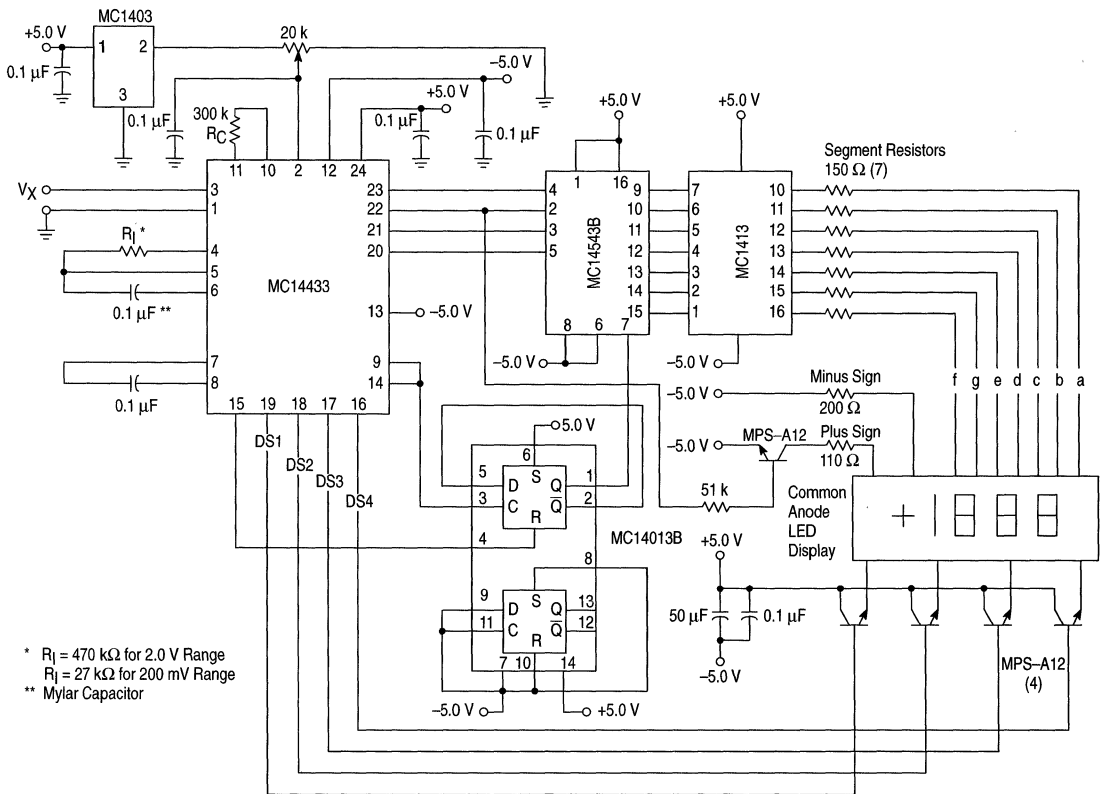 MC1403
+5.0 V
1
2
3
0.1 µF
20 k
–5.0 V
+5.0 V
0.1 µF
300 k
RC
0.1 µF
0.1 µF
11
10
2
12
24
VX
3
1
RI *
4
5
6
0.1 µF **
7
8
0.1 µF
MC14433
23
22
21
20
13
–5.0 V
9
14
15
19
18
17
16
DS1
DS2
DS3
DS4
+5.0 V
1
16
4
2
3
5
MC14543B
9
10
11
12
13
14
15
8
6
7
–5.0 V
+5.0 V
7
6
5
4
3
2
1
MC1413
10
11
12
13
14
15
16
–5.0 V
Segment Resistors
150 Ω (7)
f
g
e
d
c
b
a
–5.0 V
Minus Sign
200 Ω
–5.0 V
MPS–A12
Plus Sign
110 Ω
51 k
Common
Anode
LED
Display
5.0 V
6
5
3
4
D
S
C
R
Q
Q
1
2
MC14013B
8
9
11
D
S
C
R
Q
Q
13
12
7
10
14
–5.0 V
+5.0 V
+5.0 V
50 µF
0.1 µF
–5.0 V
MPS–A12
(4)
* RI = 470 kΩ for 2.0 V Range
RI = 27 kΩ for 200 mV Range
** Mylar Capacitor